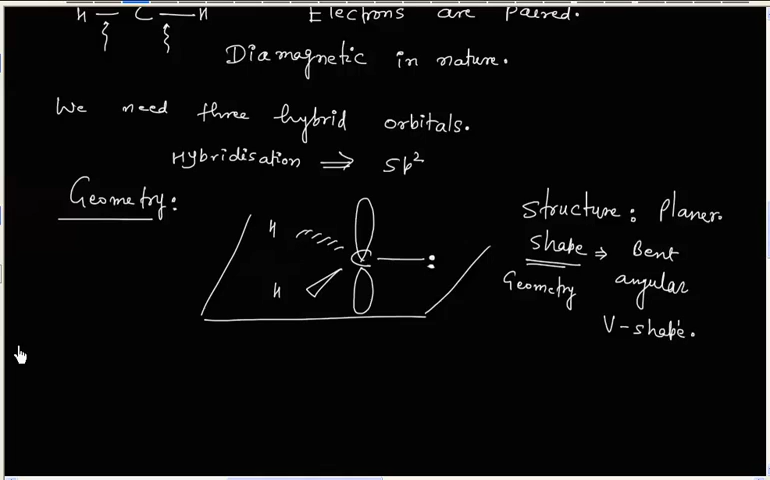 H — C — H
Electrons are Paired.
Diamagnetic in nature.
We need three hybrid orbitals.
Hybridisation ⇒ sp²
Geometry:
H
C
:
H
Structure: Planer.
Shape ⇒ Bent
Geometry angular
V-shape.